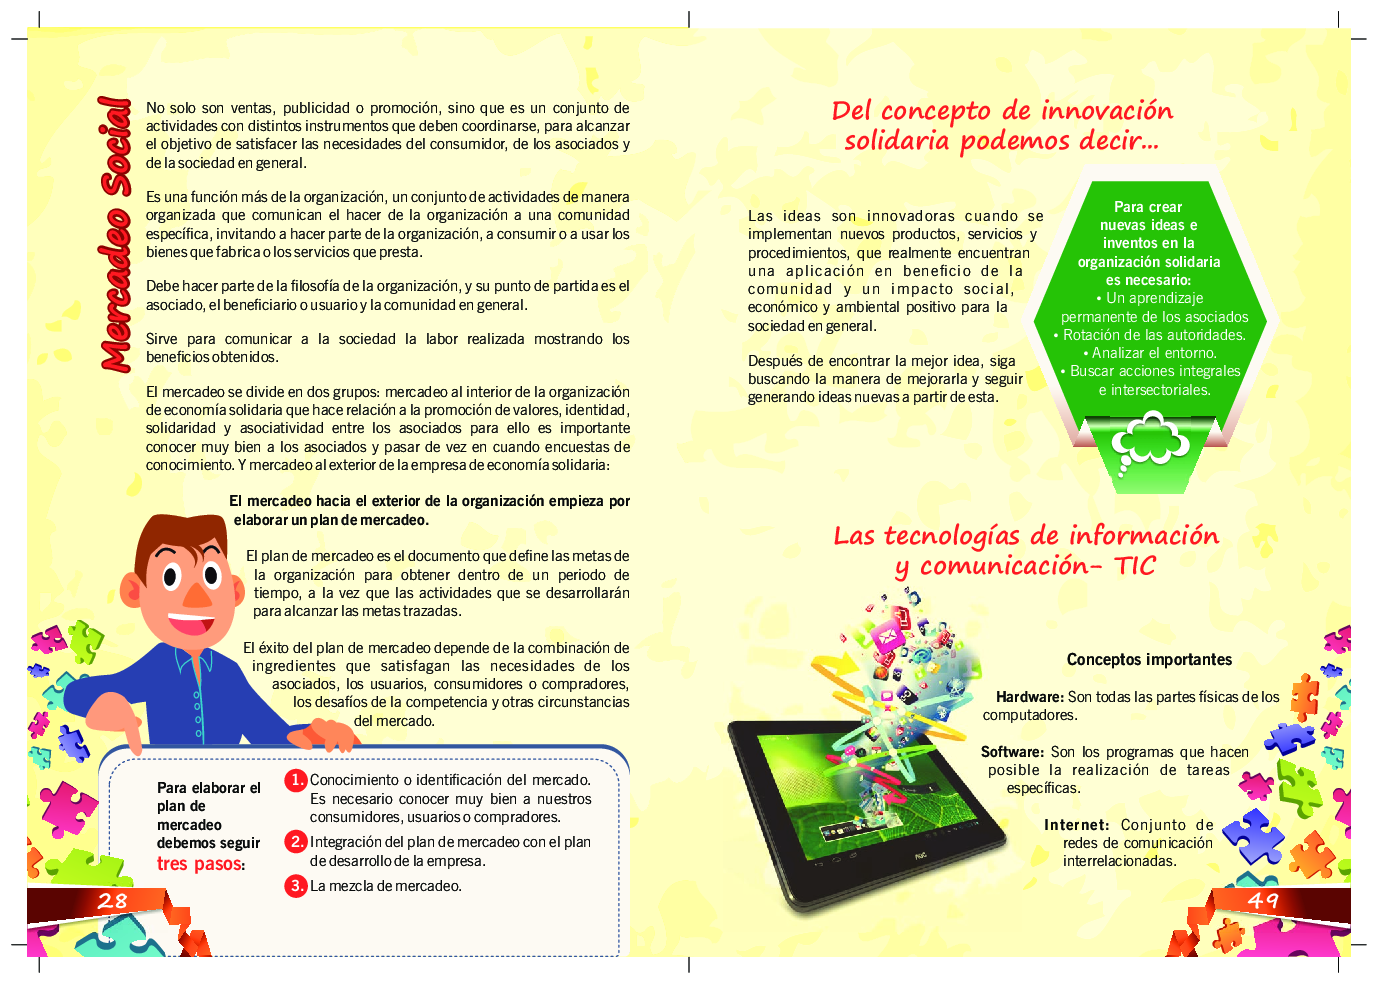 Mercadeo Social
No solo son ventas, publicidad o promoción, sino que es un conjunto de
actividades con distintos instrumentos que deben coordinarse, para alcanzar
el objetivo de satisfacer las necesidades del consumidor, de los asociados y
de la sociedad en general.
Es una función más de la organización, un conjunto de actividades de manera
organizada que comunican el hacer de la organización a una comunidad
específica, invitando a hacer parte de la organización, a consumir o a usar los
bienes que fabrica o los servicios que presta.
Debe hacer parte de la filosofía de la organización, y su punto de partida es el
asociado, el beneficiario o usuario y la comunidad en general.
Sirve para comunicar a la sociedad la labor realizada mostrando los
beneficios obtenidos.
El mercadeo se divide en dos grupos: mercadeo al interior de la organización
de economía solidaria que hace relación a la promoción de valores, identidad,
solidaridad y asociatividad entre los asociados para ello es importante
conocer muy bien a los asociados y pasar de vez en cuando encuestas de
conocimiento. Y mercadeo al exterior de la empresa de economía solidaria:
El mercadeo hacia el exterior de la organización empieza por
elaborar un plan de mercadeo.
El plan de mercadeo es el documento que define las metas de
la organización para obtener dentro de un periodo de
tiempo, a la vez que las actividades que se desarrollarán
para alcanzar las metas trazadas.
El éxito del plan de mercadeo depende de la combinación de
ingredientes que satisfagan las necesidades de los
asociados, los usuarios, consumidores o compradores,
los desafíos de la competencia y otras circunstancias
del mercado.
Para elaborar el
plan de
mercadeo
debemos seguir
tres pasos:
1. Conocimiento o identificación del mercado.
Es necesario conocer muy bien a nuestros
consumidores, usuarios o compradores.
2. Integración del plan de mercadeo con el plan
de desarrollo de la empresa.
3. La mezcla de mercadeo.
28
Del concepto de innovación
solidaria podemos decir...
Las ideas son innovadoras cuando se
implementan nuevos productos, servicios y
procedimientos, que realmente encuentran
una aplicación en beneficio de la
comunidad y un impacto social,
económico y ambiental positivo para la
sociedad en general.
Después de encontrar la mejor idea, siga
buscando la manera de mejorarla y seguir
generando ideas nuevas a partir de esta.
Para crear
nuevas ideas e
inventos en la
organización solidaria
es necesario:
• Un aprendizaje
permanente de los asociados
• Rotación de las autoridades.
• Analizar el entorno.
• Buscar acciones integrales
e intersectoriales.
Las tecnologías de información
y comunicación- TIC
Conceptos importantes
Hardware: Son todas las partes físicas de los
computadores.
Software: Son los programas que hacen
posible la realización de tareas
específicas.
Internet: Conjunto de
redes de comunicación
interrelacionadas.
49